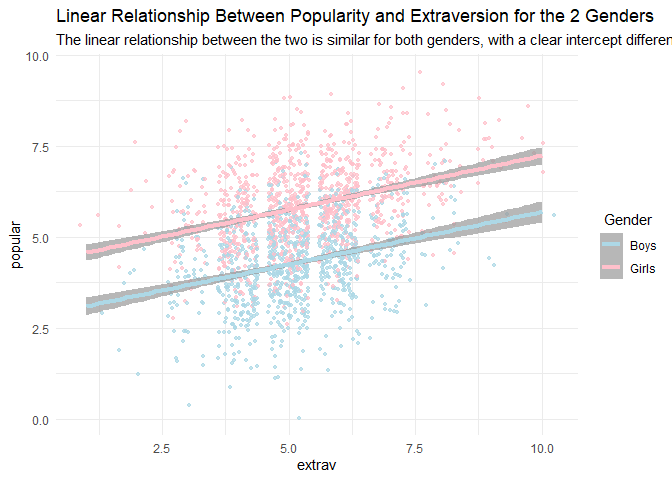 Linear Relationship Between Popularity and Extraversion for the 2 Genders
The linear relationship between the two is similar for both genders, with a clear intercept differen
10.0
7.5
5.0
2.5
0.0
popular
2.5 5.0 7.5 10.0
extrav
Gender
Boys
Girls